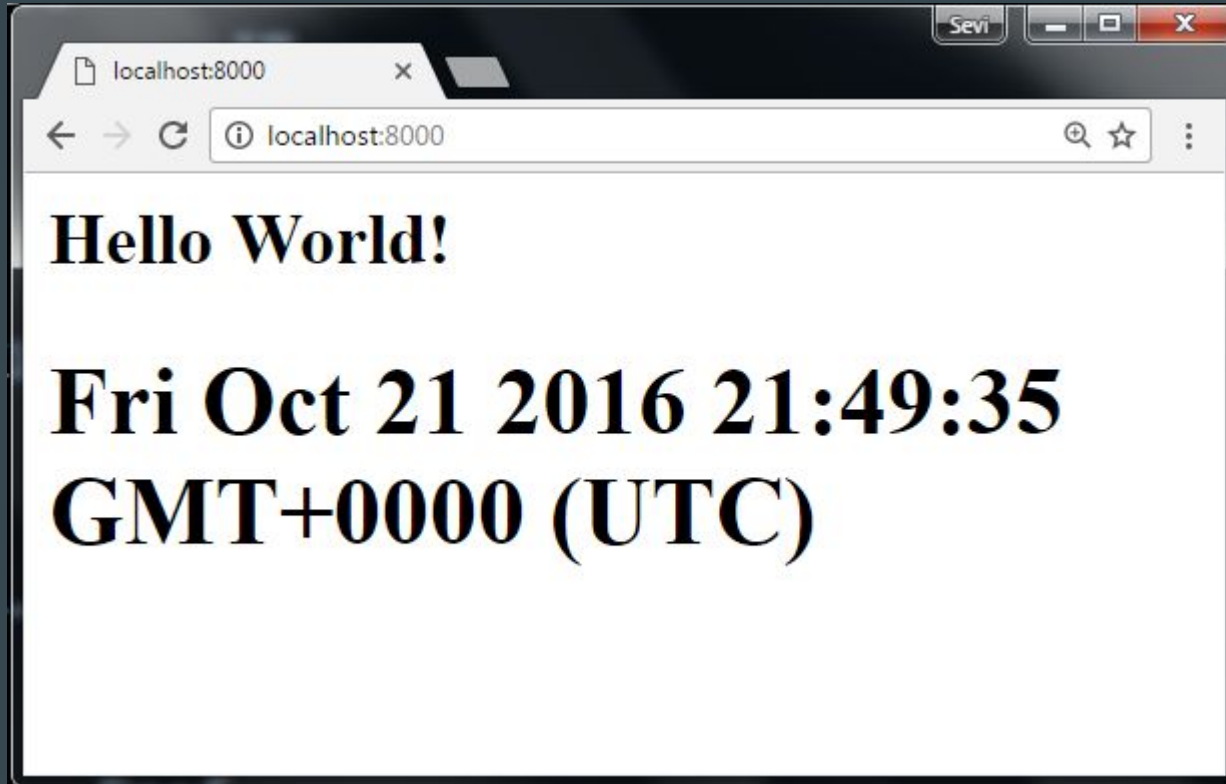 Sevi
localhost:8000
localhost:8000
Hello World!
Fri Oct 21 2016 21:49:35
GMT+0000 (UTC)